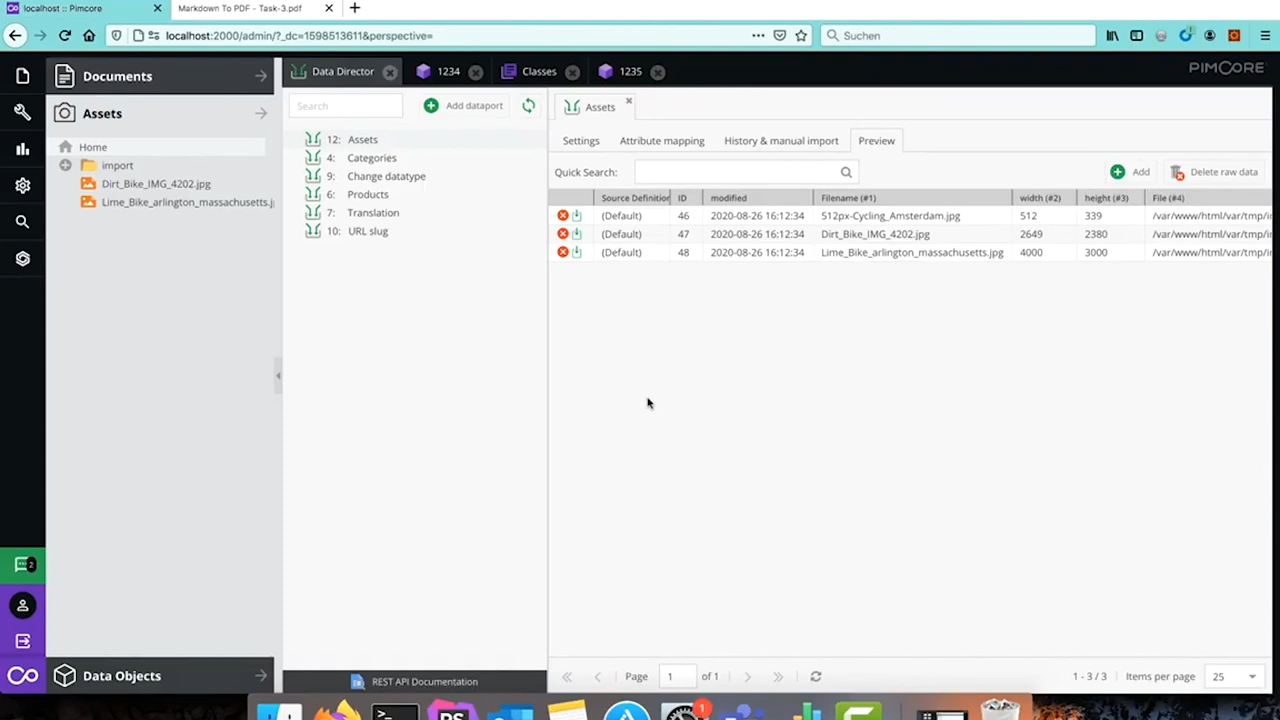 localhost :: Pimcore
Markdown To PDF - Task-3.pdf
localhost:2000/admin/?_dc=1598513611&perspective=
Suchen
Documents
Assets
Home
import
Dirt_Bike_IMG_4202.jpg
Lime_Bike_arlington_massachusetts.j
Data Objects
2
Data Director
1234
Classes
1235
PIMCORE
Search
Add dataport
12: Assets
4: Categories
9: Change datatype
6: Products
7: Translation
10: URL slug
REST API Documentation
Assets
Settings
Attribute mapping
History & manual import
Preview
Quick Search:
Add
Delete raw data
Source Definition ID modified Filename (#1) width (#2) height (#3) File (#4)
(Default) 46 2020-08-26 16:12:34 512px-Cycling_Amsterdam.jpg 512 339 /var/www/html/var/tmp/i
(Default) 47 2020-08-26 16:12:34 Dirt_Bike_IMG_4202.jpg 2649 2380 /var/www/html/var/tmp/i
(Default) 48 2020-08-26 16:12:34 Lime_Bike_arlington_massachusetts.jpg 4000 3000 /var/www/html/var/tmp/i
Page 1 of 1
1 - 3 / 3
Items per page 25
PS
1